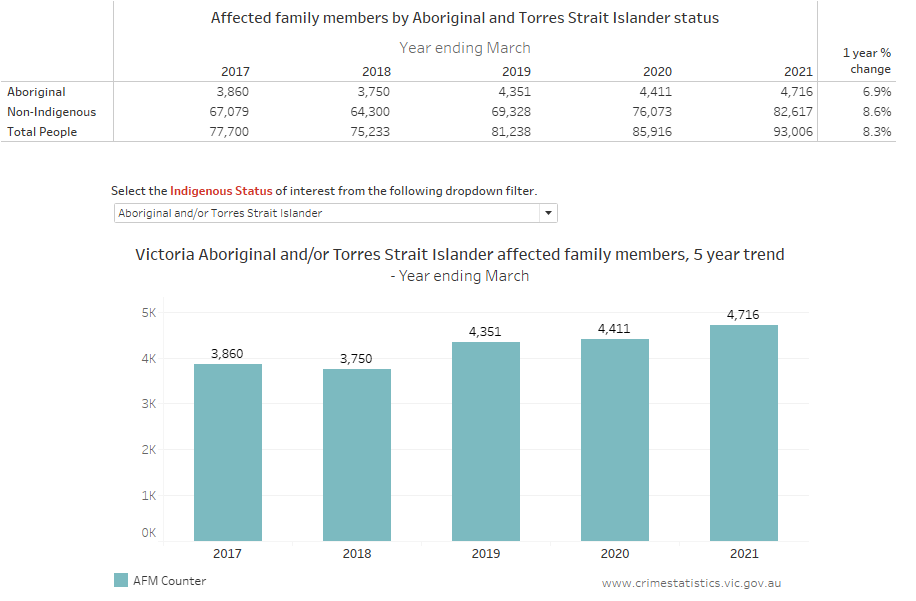 Affected family members by Aboriginal and Torres Strait Islander status
Year ending March
1 year % change
2017 2018 2019 2020 2021
Aboriginal 3,860 3,750 4,351 4,411 4,716 6.9%
Non-Indigenous 67,079 64,300 69,328 76,073 82,617 8.6%
Total People 77,700 75,233 81,238 85,916 93,006 8.3%
Select the Indigenous Status of interest from the following dropdown filter.
Aboriginal and/or Torres Strait Islander
Victoria Aboriginal and/or Torres Strait Islander affected family members, 5 year trend
- Year ending March
5K
4K
3K
2K
1K
0K
3,860 3,750 4,351 4,411 4,716
2017 2018 2019 2020 2021
AFM Counter
www.crimestatistics.vic.gov.au